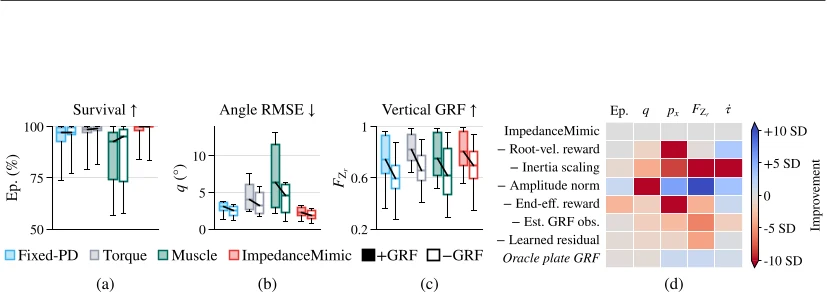 Survival ↑
Ep. (%)
100
75
50
Angle RMSE ↓
q (°)
10
5
0
Vertical GRF ↑
F_{Z_r}
1
0.6
0.2
Fixed-PD Torque Muscle ImpedanceMimic +GRF −GRF
Ep. q p_x F_{Z_r} τ̇
ImpedanceMimic
− Root-vel. reward
− Inertia scaling
− Amplitude norm
− End-eff. reward
− Est. GRF obs.
− Learned residual
Oracle plate GRF
+10 SD
+5 SD
0
-5 SD
-10 SD
Improvement
(a) (b) (c) (d)